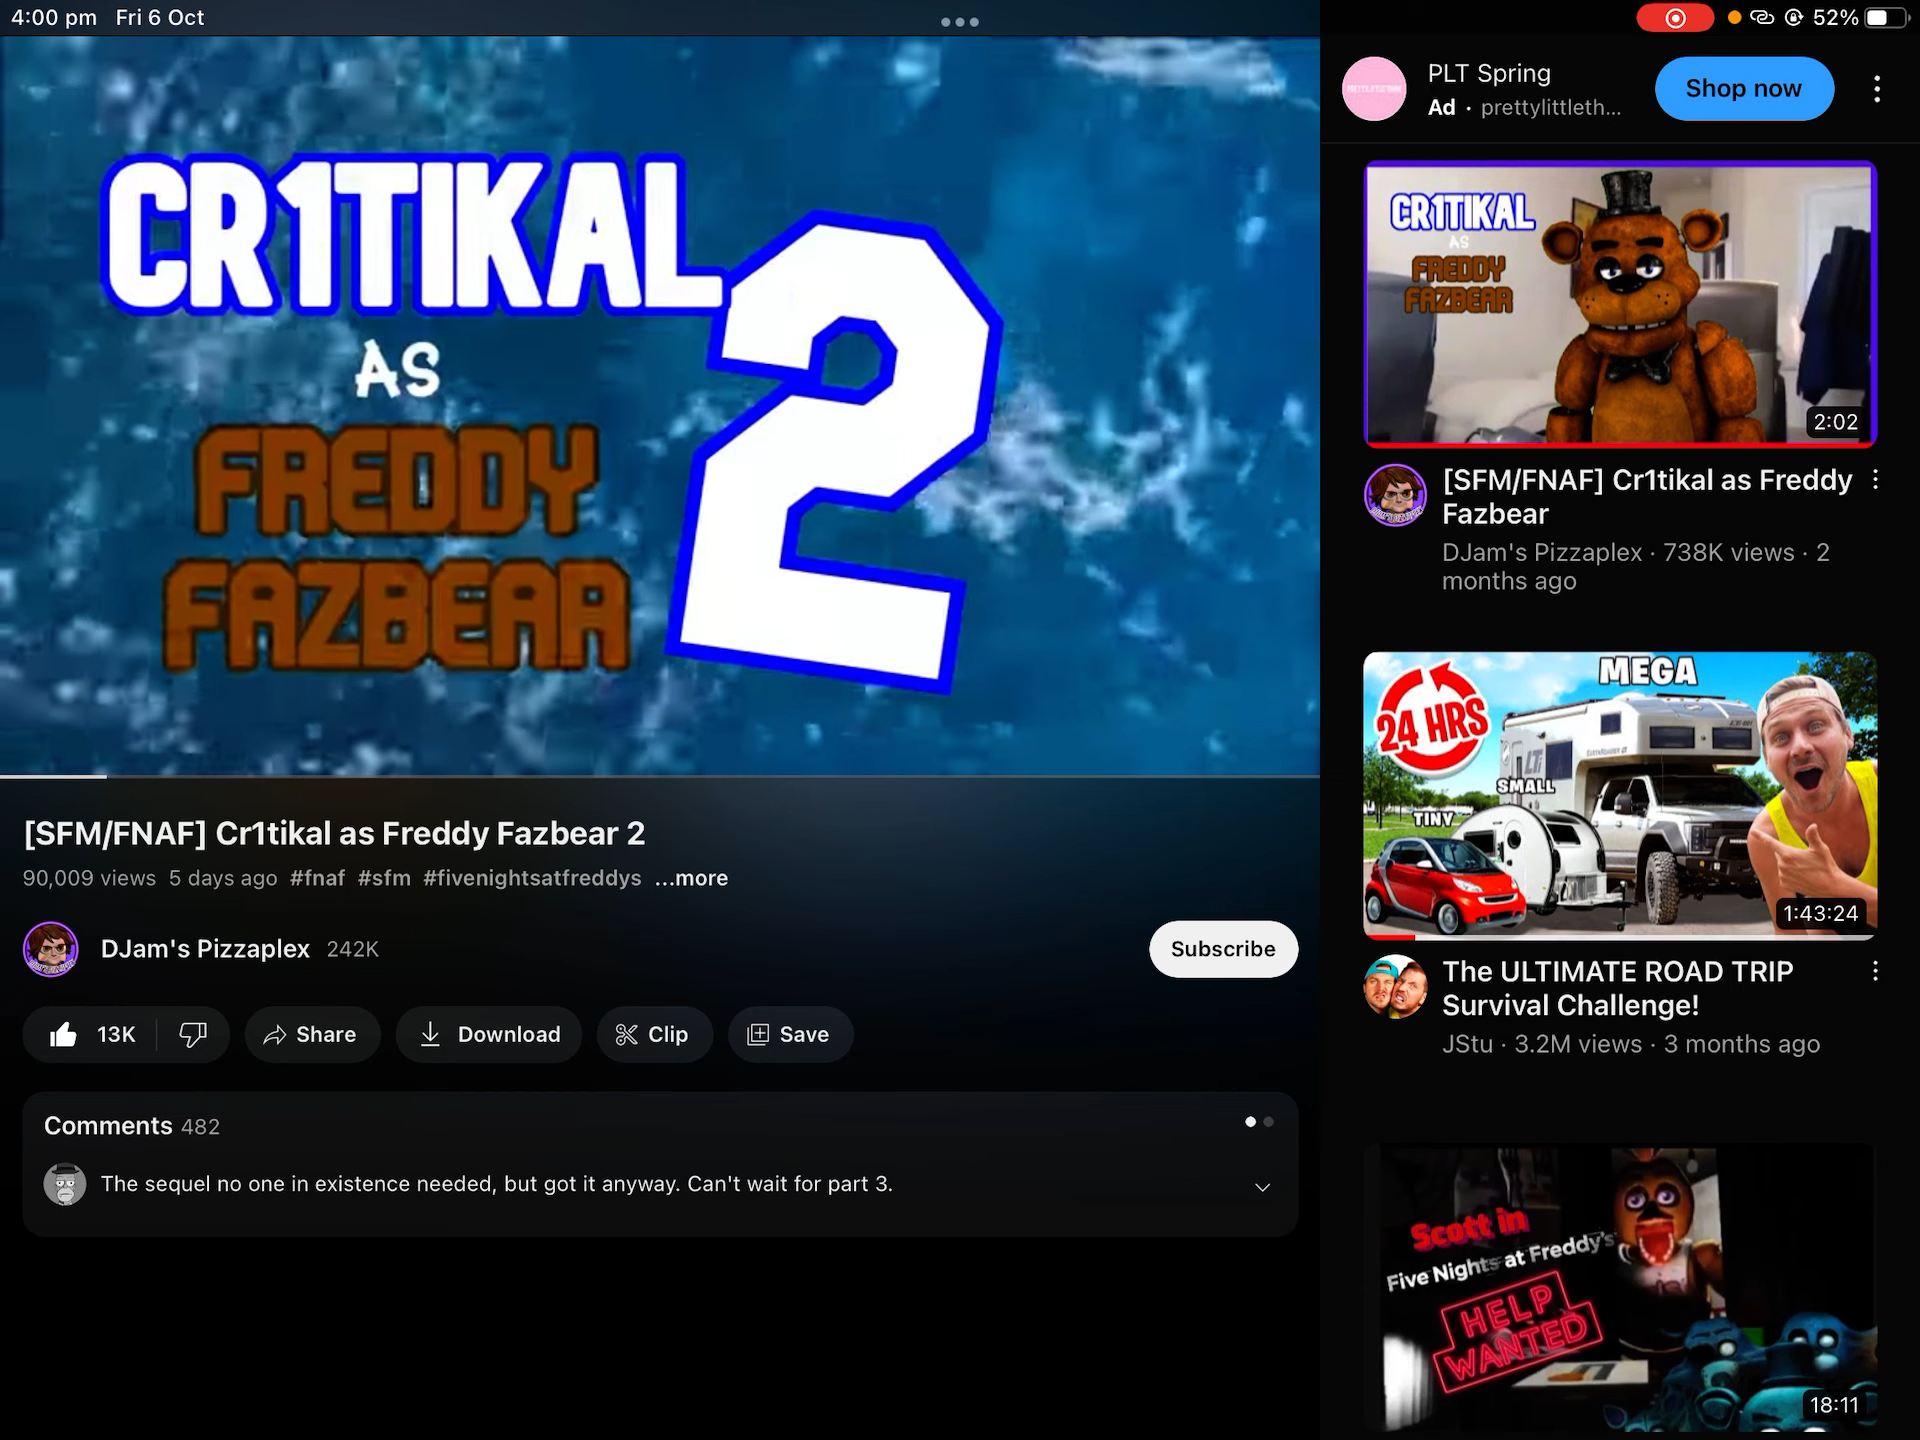 4:00 pm Fri 6 Oct
52%
CR1TIKAL
2
AS
FREDDY
FAZBEAR
[SFM/FNAF] Cr1tikal as Freddy Fazbear 2
90,009 views 5 days ago #fnaf #sfm #fivenightsatfreddys ...more
DJam's Pizzaplex 242K
Subscribe
13K
Share
Download
Clip
Save
Comments 482
The sequel no one in existence needed, but got it anyway. Can't wait for part 3.
PLT Spring
Ad · prettylittleth...
Shop now
CR1TIKAL
AS
FREDDY
FAZBEAR
2:02
[SFM/FNAF] Cr1tikal as Freddy
Fazbear
DJam's Pizzaplex · 738K views · 2
months ago
MEGA
24 HRS
SMALL
TINY
1:43:24
The ULTIMATE ROAD TRIP
Survival Challenge!
JStu · 3.2M views · 3 months ago
Scott in
Five Nights at Freddy's
HELP
WANTED
18:11